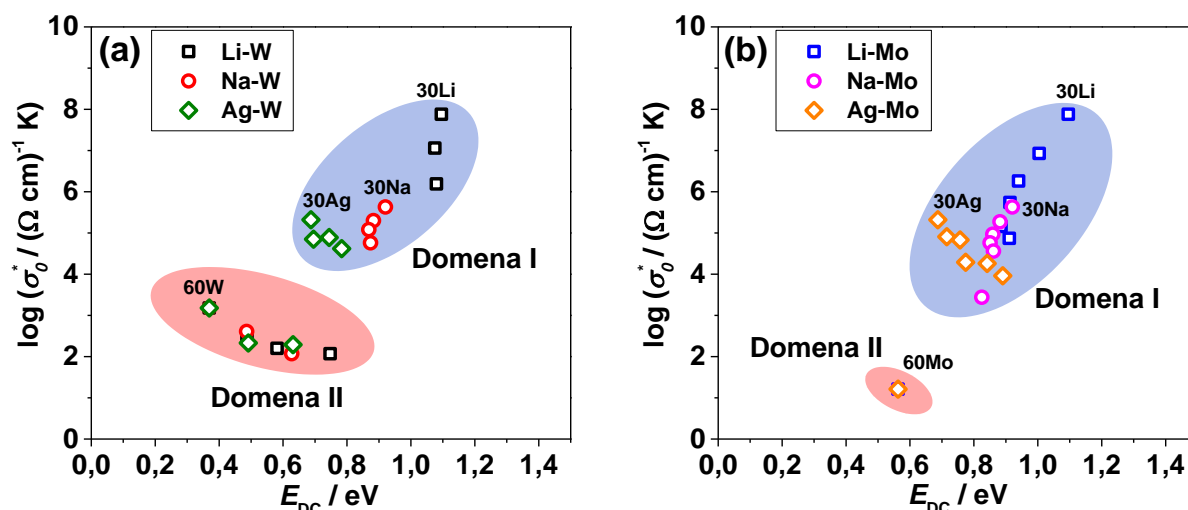 (a)
Li-W
Na-W
Ag-W
30Li
30Ag
30Na
Domena I
60W
Domena II
log (σ₀* / (Ω cm)⁻¹ K)
10
8
6
4
2
0
0,0 0,2 0,4 0,6 0,8 1,0 1,2 1,4
E_DC / eV
(b)
Li-Mo
Na-Mo
Ag-Mo
30Li
30Ag
30Na
Domena I
Domena II
60Mo
log (σ₀* / (Ω cm)⁻¹ K)
10
8
6
4
2
0
0,0 0,2 0,4 0,6 0,8 1,0 1,2 1,4
E_DC / eV